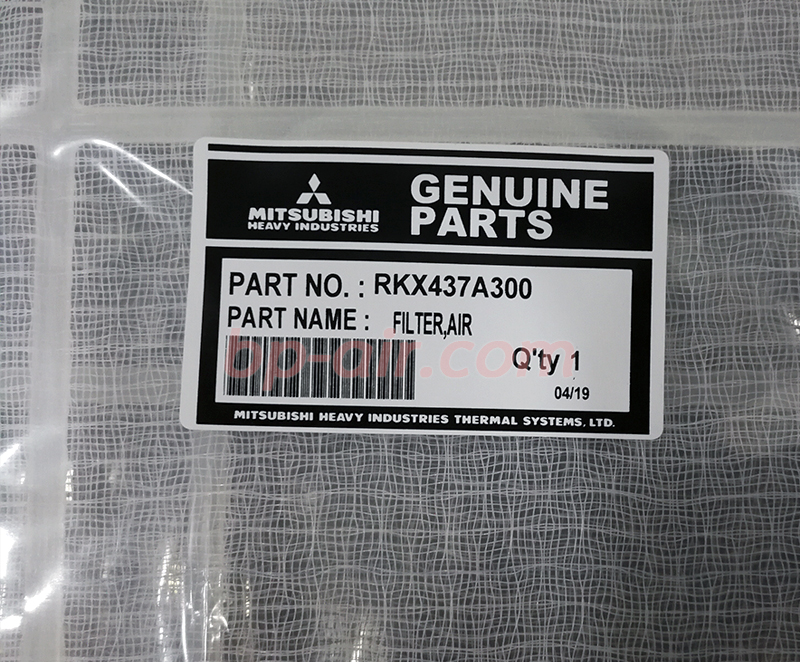 MITSUBISHI
HEAVY INDUSTRIES
GENUINE
PARTS
PART NO. : RKX437A300
PART NAME : FILTER,AIR
bp-air.com
Q'ty 1
04/19
MITSUBISHI HEAVY INDUSTRIES THERMAL SYSTEMS, LTD.